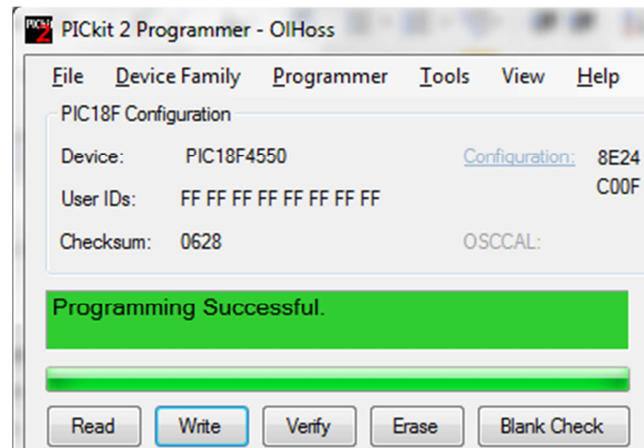 PICkit 2 Programmer - OlHoss
File Device Family Programmer Tools View Help
PIC18F Configuration
Device: PIC18F4550 Configuration: 8E24
C00F
User IDs: FF FF FF FF FF FF FF FF
Checksum: 0628 OSCCAL:
Programming Successful.
Read Write Verify Erase Blank Check